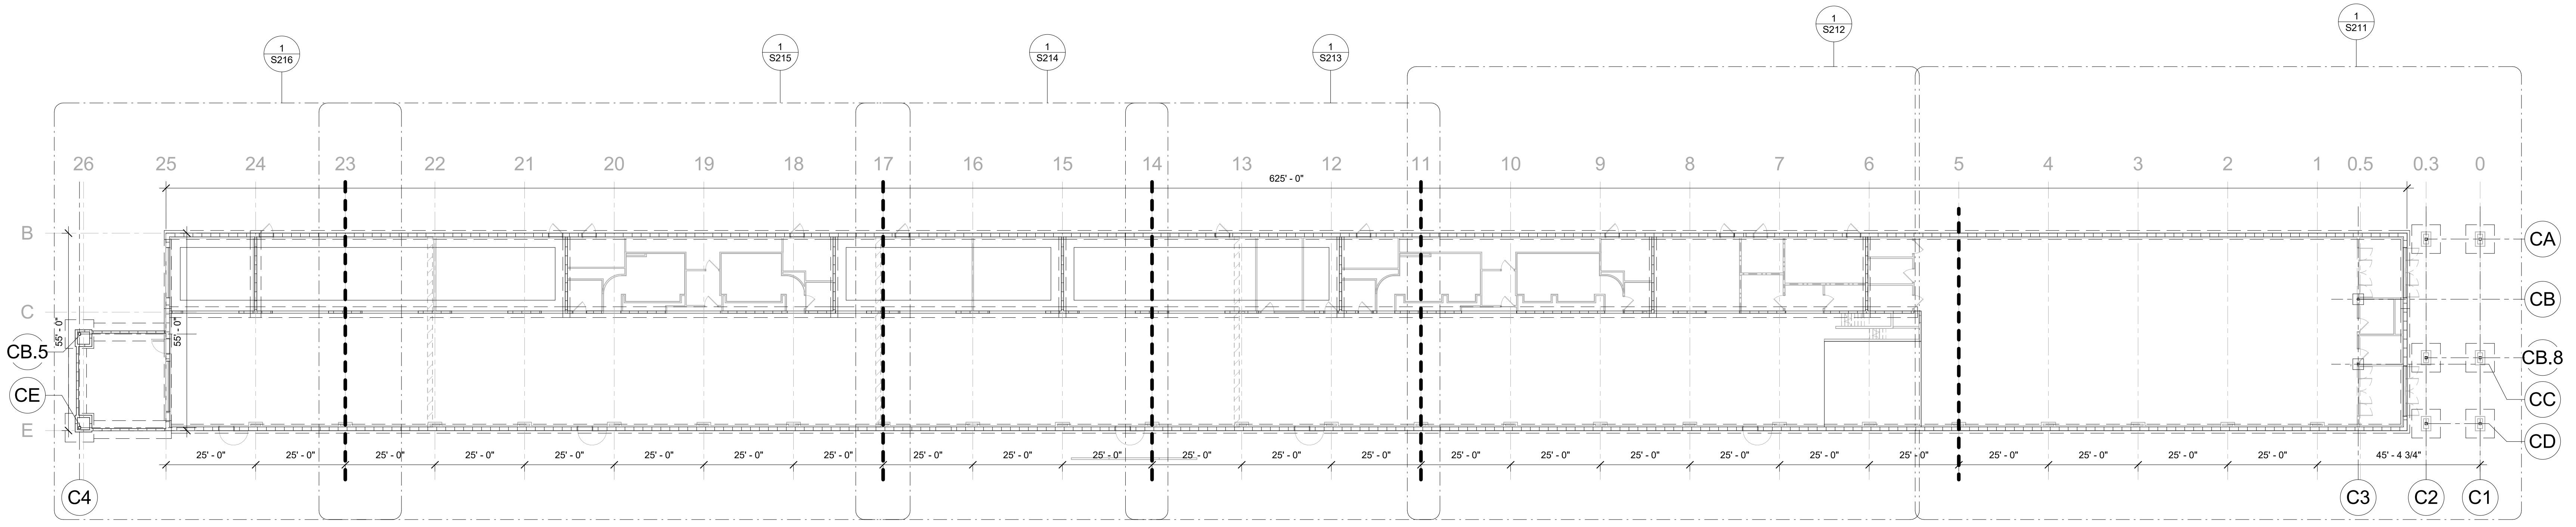 1
S216
1
S215
1
S214
1
S213
1
S212
1
S211
26 25 24 23 22 21 20 19 18 17 16 15 14 13 12 11 10 9 8 7 6 5 4 3 2 1 0.5 0.3 0
625' - 0"
B
CA
CB
C
55' - 0"
55' - 0"
CB.5
CB.8
CE
CC
E
CD
25' - 0" 25' - 0" 25' - 0" 25' - 0" 25' - 0" 25' - 0" 25' - 0" 25' - 0" 25' - 0" 25' - 0" 25' - 0" 25' - 0" 25' - 0" 25' - 0" 25' - 0" 25' - 0" 25' - 0" 25' - 0" 25' - 0" 25' - 0" 25' - 0" 25' - 0" 25' - 0" 25' - 0" 45' - 4 3/4"
C4
C3
C2
C1